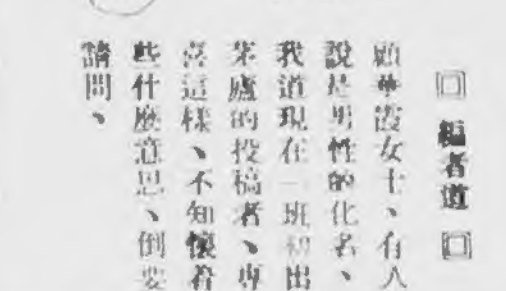 回 編者道 回
顧華霞女士、有人
說是男性的化名、
我道現在一班初出
茅廬的投稿者、專
喜這樣、不知懷着
些什麼意思、倒要
請問、